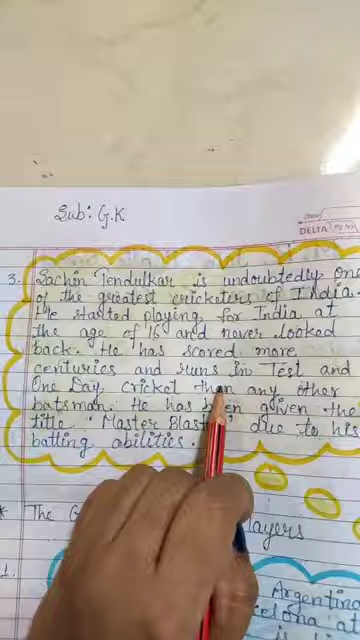 Sub: G.K
DELTA
3. Sachin Tendulkar is undoubtedly one
of the greatest cricketers of India.
He started playing for India at
the age of 16 and never looked
back. He has scored more
centuries and runs in Test and
One Day cricket than any other
batsman. He has been given the
title 'Master Blaster' due to his
batting abilities.
* The layers
1. Argentina
at